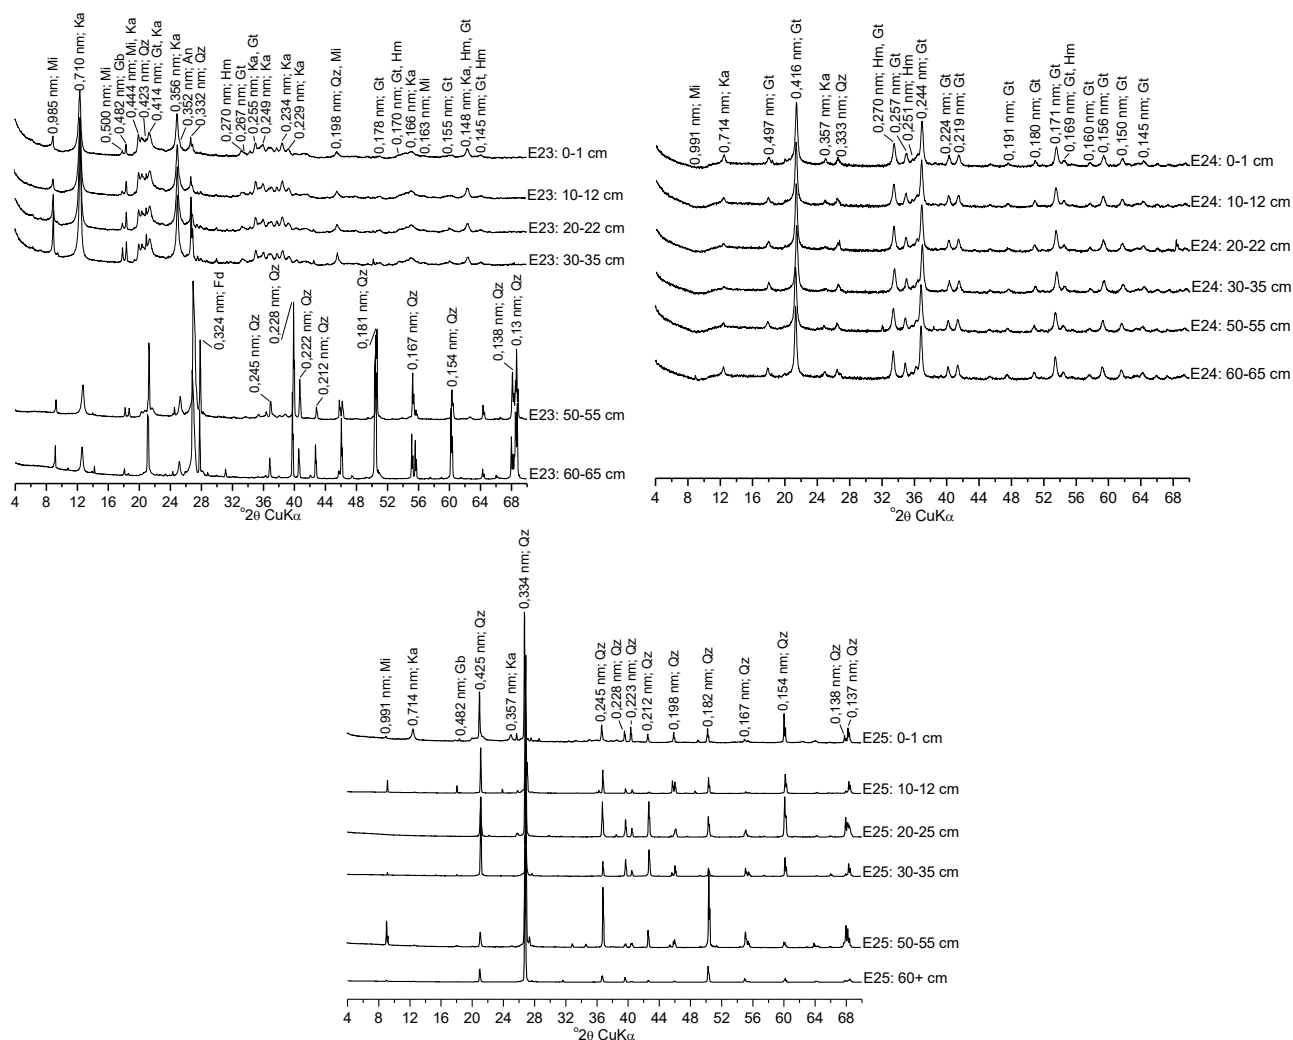 0,985 nm; Mi
0,710 nm; Ka
0,500 nm; Mi
0,482 nm; Gb
0,444 nm; Mi, Ka
0,423 nm; Qz
0,414 nm; Gt, Ka
0,356 nm; Ka
0,352 nm; An
0,332 nm; Qz
0,270 nm; Hm
0,267 nm; Gt
0,255 nm; Ka, Gt
0,249 nm; Ka
0,234 nm; Ka
0,229 nm; Ka
0,198 nm; Qz, Mi
0,178 nm; Gt
0,170 nm; Gt, Hm
0,166 nm; Ka
0,163 nm; Mi
0,155 nm; Gt
0,148 nm; Ka, Hm, Gt
0,145 nm; Gt, Hm
E23: 0-1 cm
E23: 10-12 cm
E23: 20-22 cm
E23: 30-35 cm
0,324 nm; Fd
0,245 nm; Qz
0,228 nm; Qz
0,222 nm; Qz
0,212 nm; Qz
0,181 nm; Qz
0,167 nm; Qz
0,154 nm; Qz
0,138 nm; Qz
0,13 nm; Qz
E23: 50-55 cm
E23: 60-65 cm
4 8 12 16 20 24 28 32 36 40 44 48 52 56 60 64 68
°2θ CuKα
0,991 nm; Mi
0,714 nm; Ka
0,497 nm; Gt
0,416 nm; Gt
0,357 nm; Ka
0,333 nm; Qz
0,270 nm; Hm, Gt
0,257 nm; Gt
0,251 nm; Hm
0,244 nm; Gt
0,224 nm; Gt
0,219 nm; Gt
0,191 nm; Gt
0,180 nm; Gt
0,171 nm; Gt
0,169 nm; Gt, Hm
0,160 nm; Gt
0,156 nm; Gt
0,150 nm; Gt
0,145 nm; Gt
E24: 0-1 cm
E24: 10-12 cm
E24: 20-22 cm
E24: 30-35 cm
E24: 50-55 cm
E24: 60-65 cm
4 8 12 16 20 24 28 32 36 40 44 48 52 56 60 64 68
°2θ CuKα
0,991 nm; Mi
0,714 nm; Ka
0,482 nm; Gb
0,425 nm; Qz
0,357 nm; Ka
0,334 nm; Qz
0,245 nm; Qz
0,228 nm; Qz
0,223 nm; Qz
0,212 nm; Qz
0,198 nm; Qz
0,182 nm; Qz
0,167 nm; Qz
0,154 nm; Qz
0,138 nm; Qz
0,137 nm; Qz
E25: 0-1 cm
E25: 10-12 cm
E25: 20-25 cm
E25: 30-35 cm
E25: 50-55 cm
E25: 60+ cm
4 8 12 16 20 24 28 32 36 40 44 48 52 56 60 64 68
°2θ CuKα